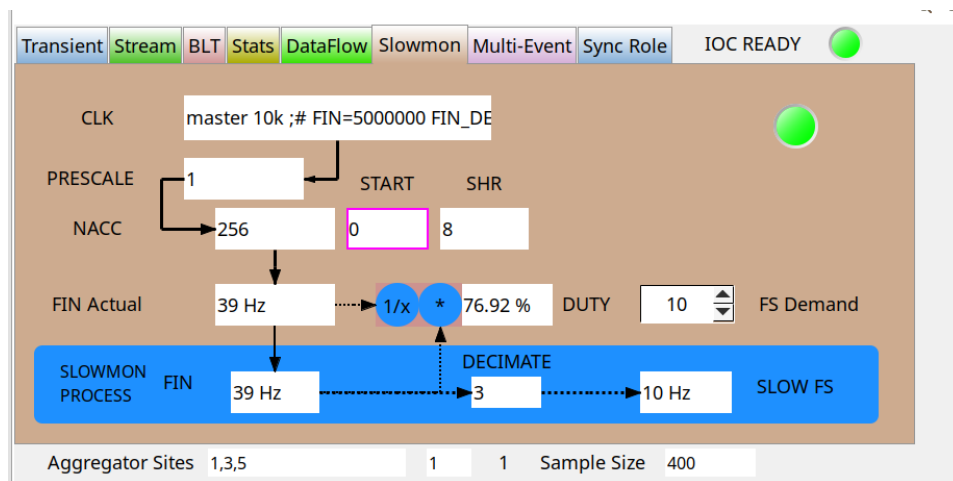 Transient Stream BLT Stats DataFlow Slowmon Multi-Event Sync Role IOC READY
CLK master 10k ;# FIN=5000000 FIN_DE
PRESCALE 1 START SHR
NACC 256 0 8
FIN Actual 39 Hz 1/x * 76.92 % DUTY 10 FS Demand
SLOWMON PROCESS FIN 39 Hz DECIMATE 3 10 Hz SLOW FS
Aggregator Sites 1,3,5 1 1 Sample Size 400